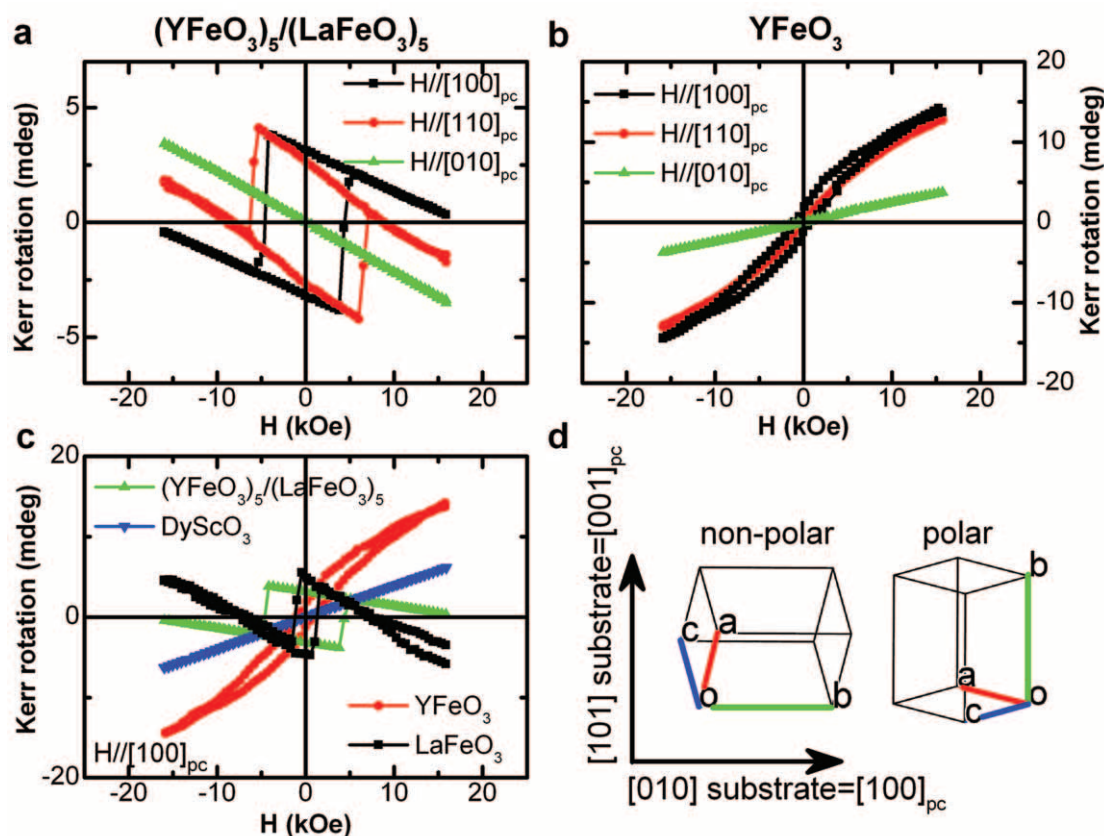 a
(YFeO₃)₅/(LaFeO₃)₅
Kerr rotation (mdeg)
5
0
-5
H//[100]pc
H//[110]pc
H//[010]pc
-20 -10 0 10 20
H (kOe)
b
YFeO₃
H//[100]pc
H//[110]pc
H//[010]pc
20
10
0
-10
-20
Kerr rotation (mdeg)
-20 -10 0 10 20
H (kOe)
c
Kerr rotation (mdeg)
20
0
-20
(YFeO₃)₅/(LaFeO₃)₅
DyScO₃
YFeO₃
LaFeO₃
H//[100]pc
-20 -10 0 10 20
H (kOe)
d
[101] substrate=[001]pc
non-polar
c a
o b
polar
b
a
c o
[010] substrate=[100]pc